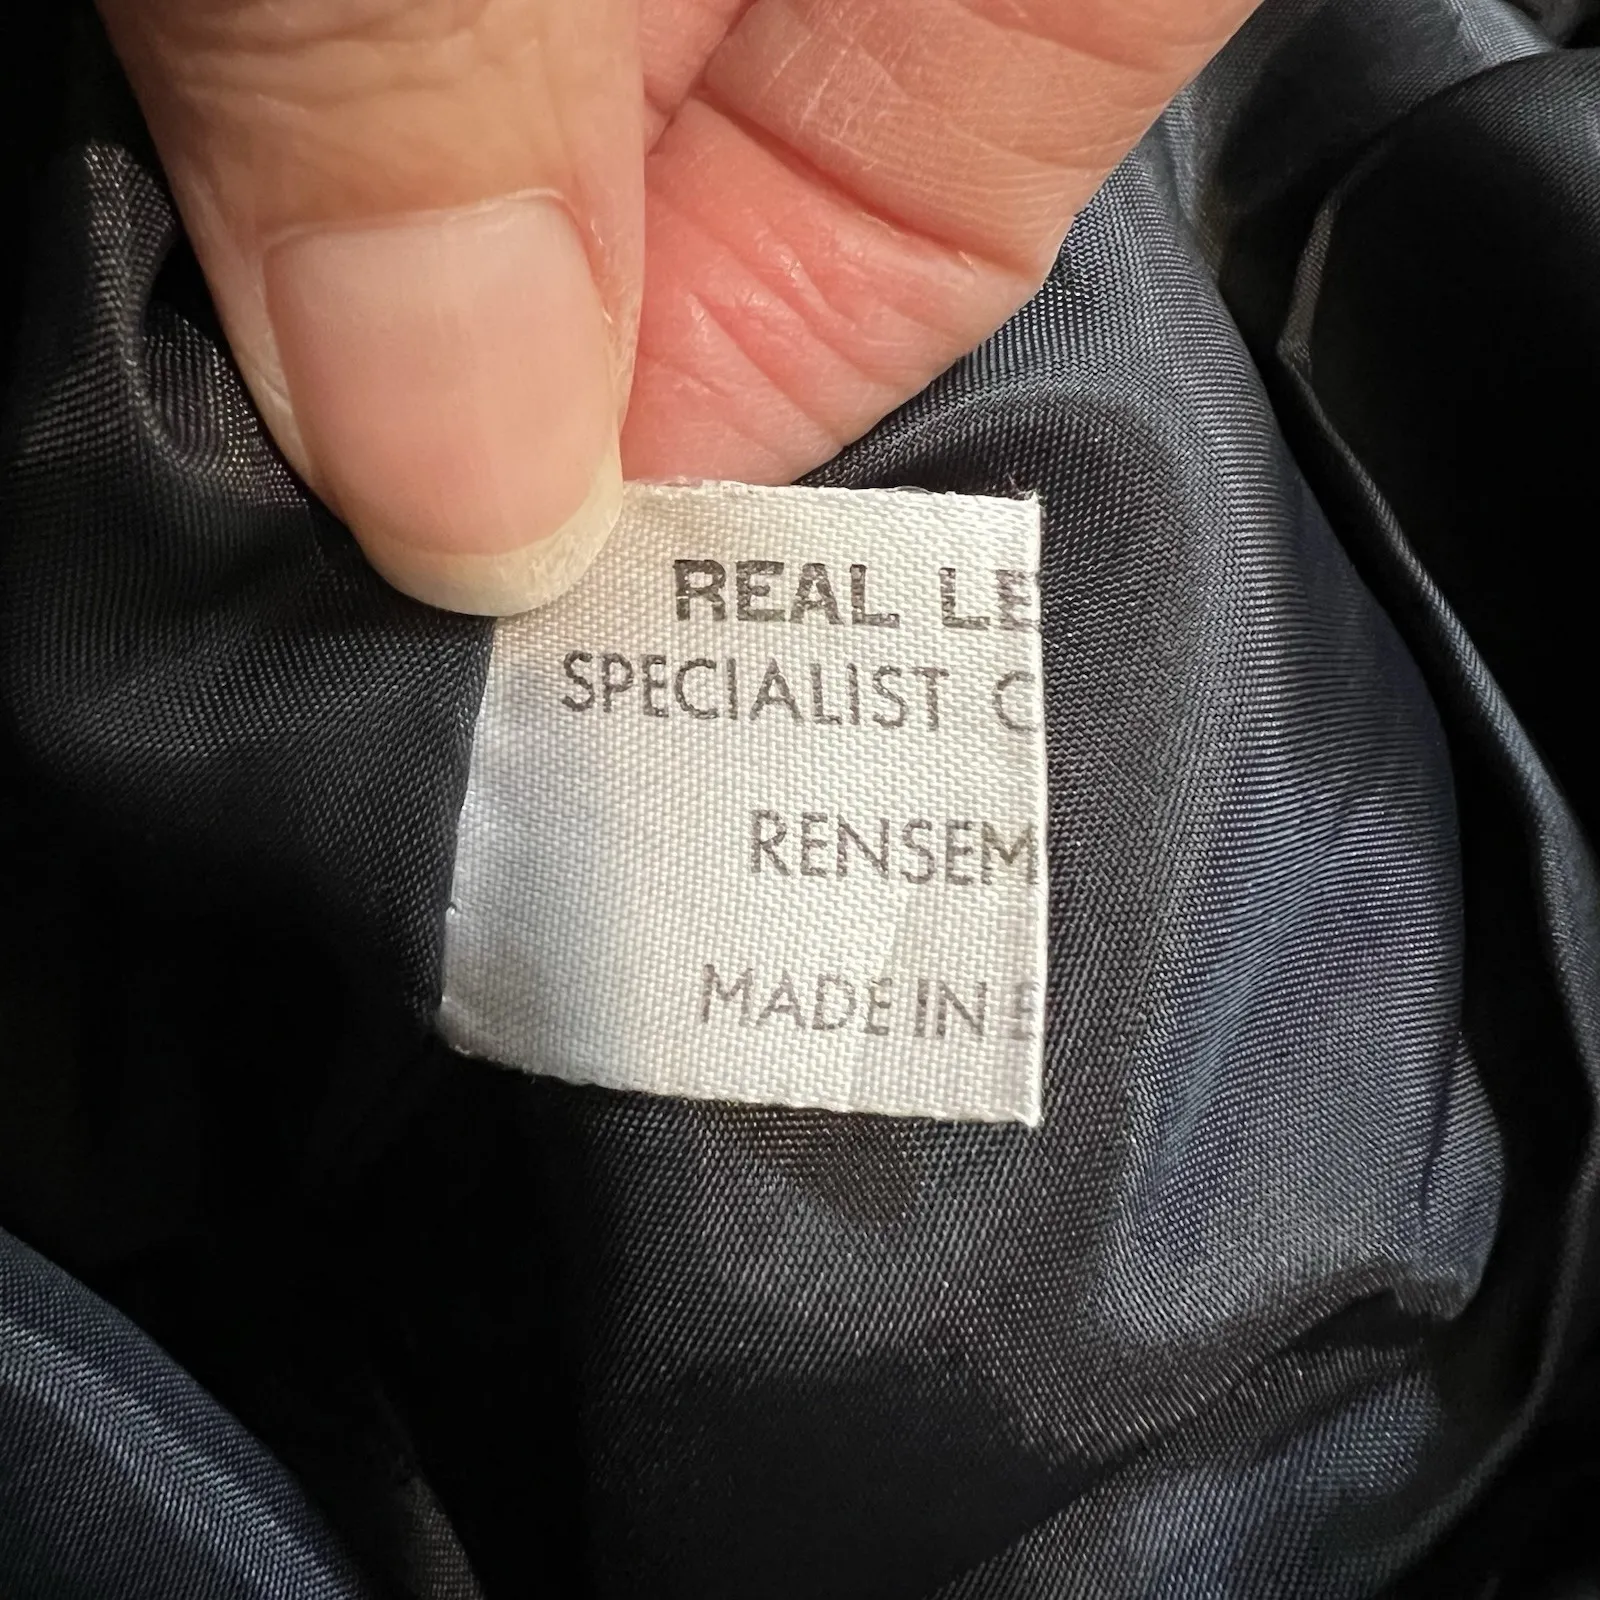 REAL LE
SPECIALIST C
RENSEM
MADE IN